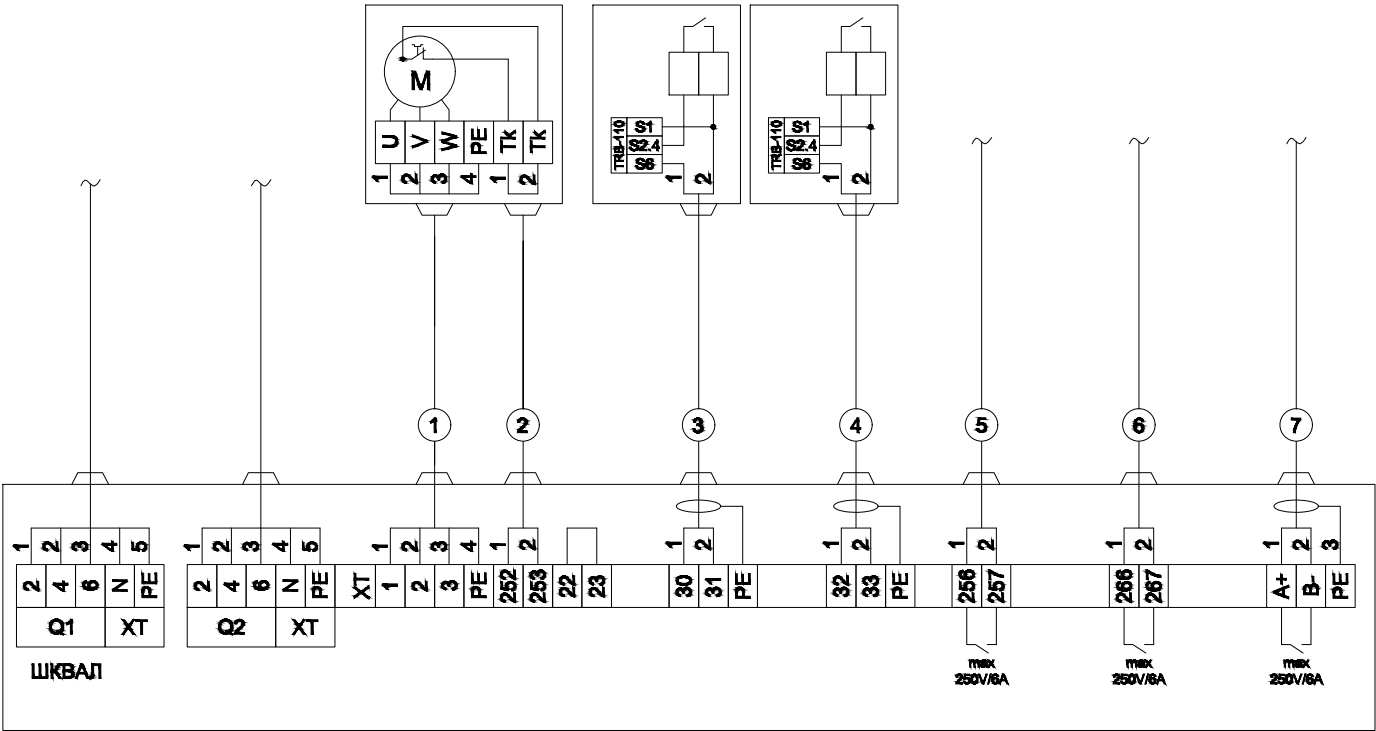 M
U V W PE Tk Tk
1 2 3 4 1 2
TRB-110 S1
S2.4
S6
1 2
TRB-110 S1
S2.4
S6
1 2
1 2 3 4 5 6 7
1 2 3 4 5
2 4 6 N PE
Q1 XT
1 2 3 4 5
2 4 6 N PE
Q2 XT
1 2 3 4 1 2
XT 1 2 3 PE 252 253 22 23
1 2
30 31 PE
1 2
32 33 PE
1 2
256 257
max
250V/6A
1 2
266 267
max
250V/6A
1 2 3
A+ B- PE
max
250V/6A
ШКВАЛ